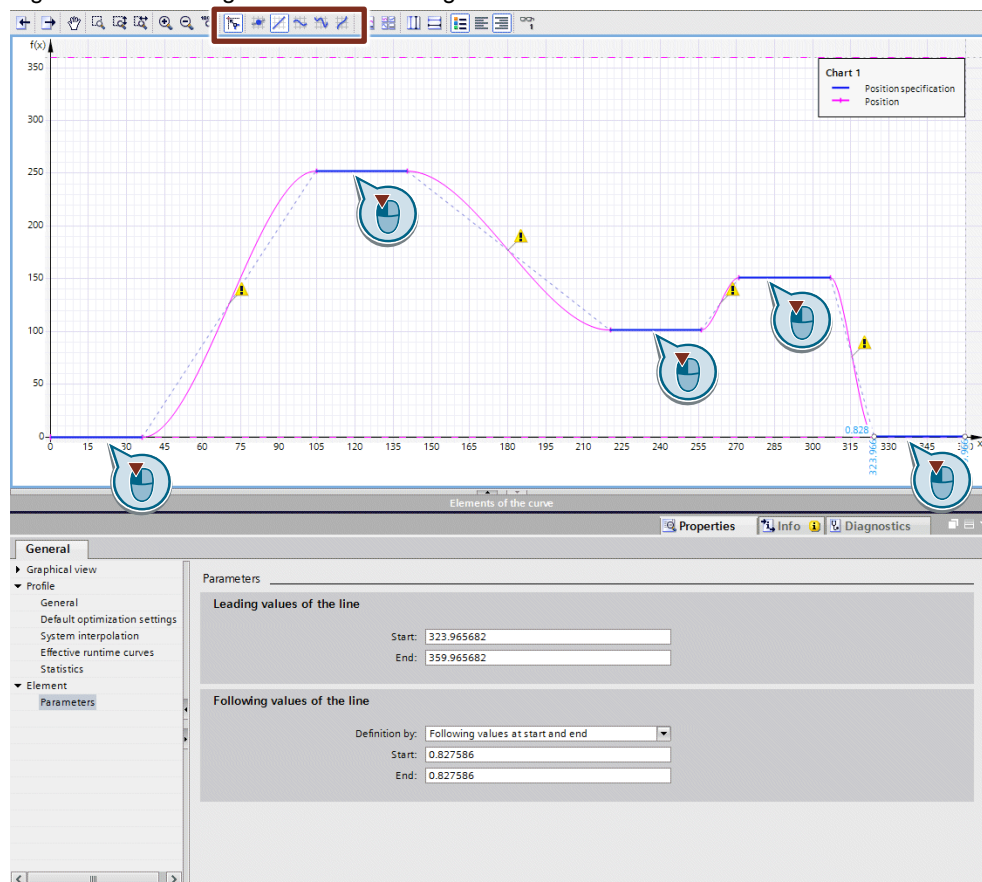 f(x)
350
300
250
200
150
100
50
0
Chart 1
Position specification
Position
0.828
323.966
0 15 30 45 60 75 90 105 120 135 150 165 180 195 210 225 240 255 270 285 300 315 330 345 x
Elements of the curve
Properties Info Diagnostics
General
Graphical view
Profile
General
Default optimization settings
System interpolation
Effective runtime curves
Statistics
Element
Parameters
Parameters
Leading values of the line
Start: 323.965682
End: 359.965682
Following values of the line
Definition by: Following values at start and end
Start: 0.827586
End: 0.827586